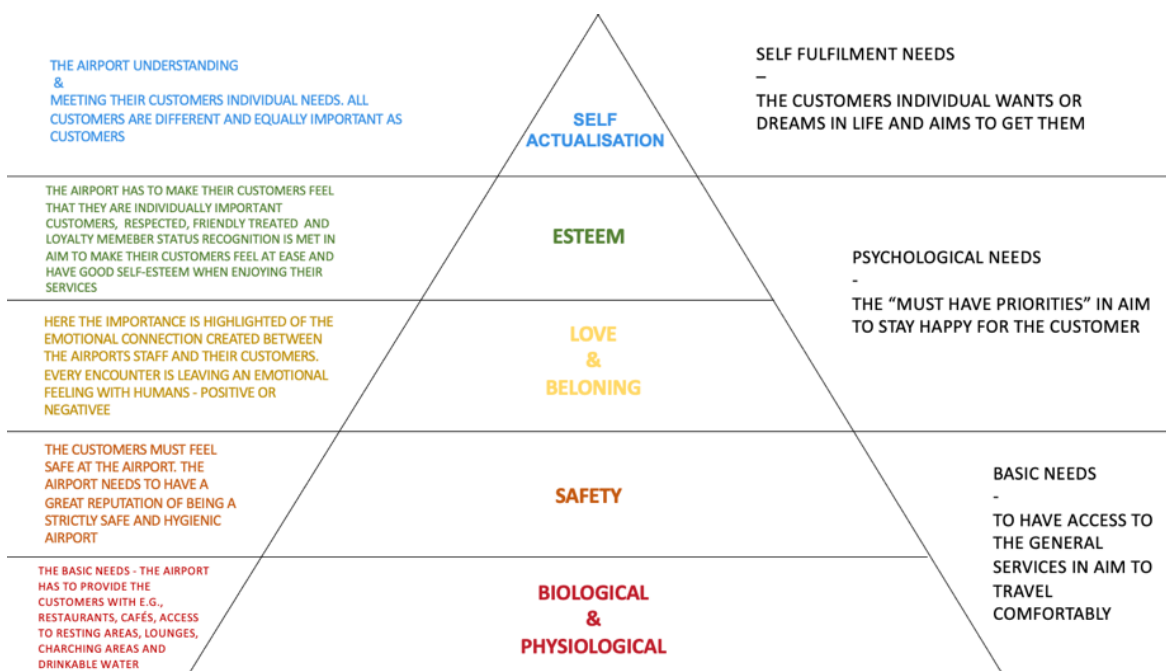 THE AIRPORT UNDERSTANDING
&
MEETING THEIR CUSTOMERS INDIVIDUAL NEEDS. ALL
CUSTOMERS ARE DIFFERENT AND EQUALLY IMPORTANT AS
CUSTOMERS
SELF
ACTUALISATION
SELF FULFILMENT NEEDS
–
THE CUSTOMERS INDIVIDUAL WANTS OR
DREAMS IN LIFE AND AIMS TO GET THEM
THE AIRPORT HAS TO MAKE THEIR CUSTOMERS FEEL
THAT THEY ARE INDIVIDUALLY IMPORTANT
CUSTOMERS, RESPECTED, FRIENDLY TREATED AND
LOYALTY MEMEBER STATUS RECOGNITION IS MET IN
AIM TO MAKE THEIR CUSTOMERS FEEL AT EASE AND
HAVE GOOD SELF-ESTEEM WHEN ENJOYING THEIR
SERVICES
ESTEEM
PSYCHOLOGICAL NEEDS
-
THE “MUST HAVE PRIORITIES” IN AIM
TO STAY HAPPY FOR THE CUSTOMER
HERE THE IMPORTANCE IS HIGHLIGHTED OF THE
EMOTIONAL CONNECTION CREATED BETWEEN
THE AIRPORTS STAFF AND THEIR CUSTOMERS.
EVERY ENCOUNTER IS LEAVING AN EMOTIONAL
FEELING WITH HUMANS - POSITIVE OR
NEGATIVEE
LOVE
&
BELONING
THE CUSTOMERS MUST FEEL
SAFE AT THE AIRPORT. THE
AIRPORT NEEDS TO HAVE A
GREAT REPUTATION OF BEING A
STRICTLY SAFE AND HYGIENIC
AIRPORT
SAFETY
BASIC NEEDS
-
TO HAVE ACCESS TO
THE GENERAL
SERVICES IN AIM TO
TRAVEL
COMFORTABLY
THE BASIC NEEDS - THE AIRPORT
HAS TO PROVIDE THE
CUSTOMERS WITH E.G.,
RESTAURANTS, CAFÉS, ACCESS
TO RESTING AREAS, LOUNGES,
CHARCHING AREAS AND
DRINKABLE WATER
BIOLOGICAL
&
PHYSIOLOGICAL